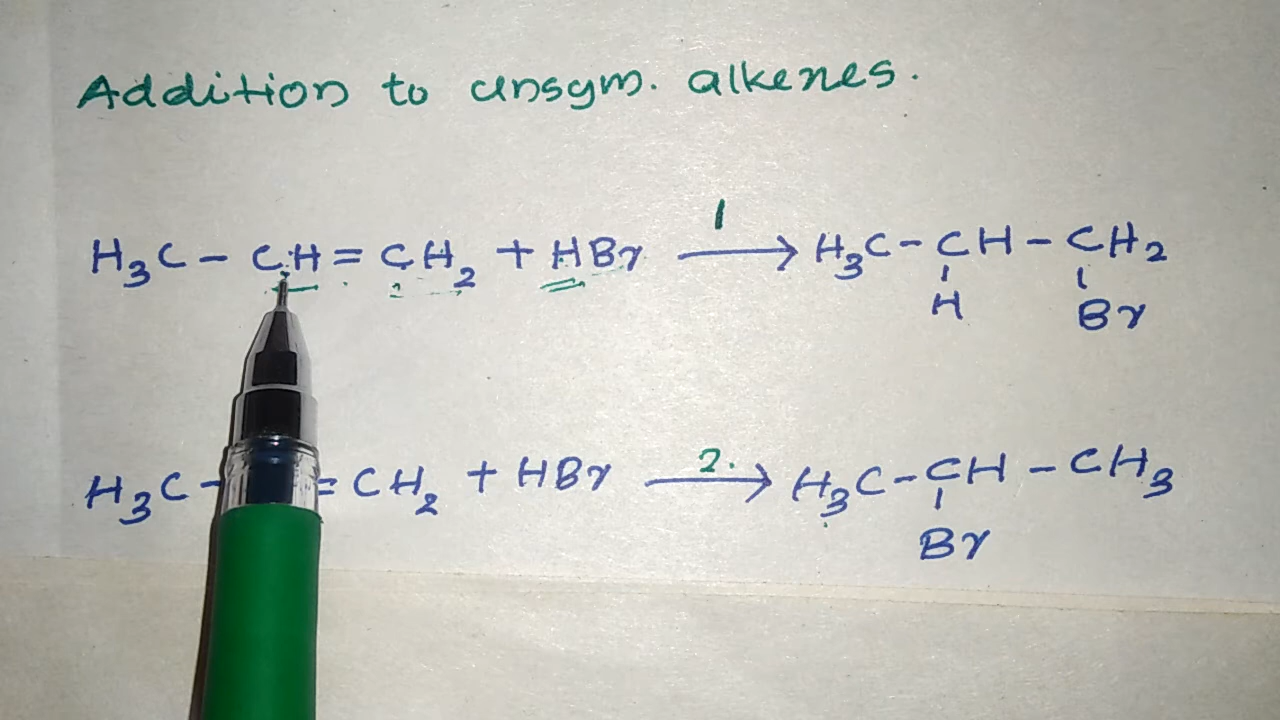 Addition to unsym. alkenes.
H₃C - CH = CH₂ + HBr 1 → H₃C - CH - CH₂
H Br
H₃C - = CH₂ + HBr 2. → H₃C - CH - CH₃
Br